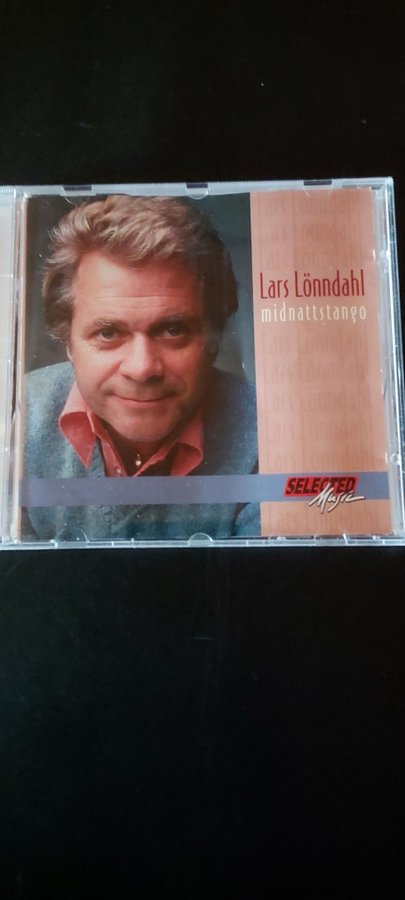 Lars Lönndahl
midnattstango
SELECTED
Music